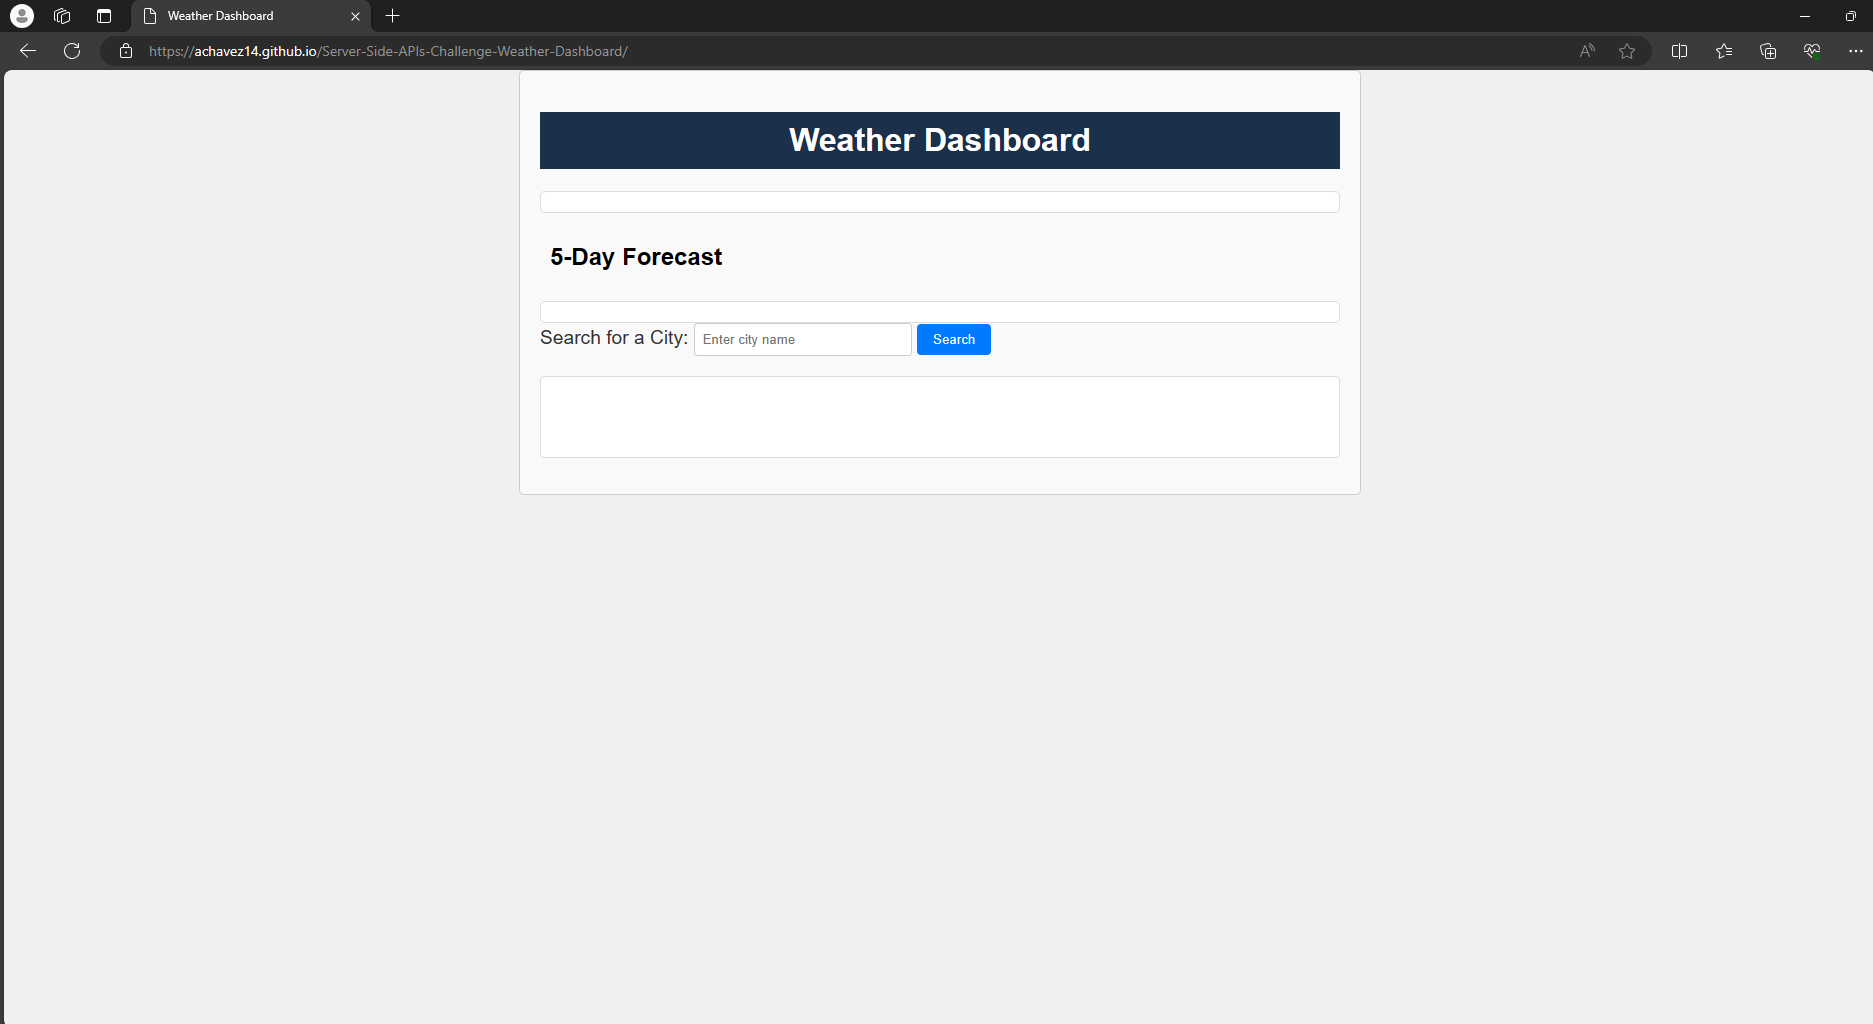 Weather Dashboard
https://achavez14.github.io/Server-Side-APIs-Challenge-Weather-Dashboard/
Weather Dashboard
5-Day Forecast
Search for a City: Enter city name Search